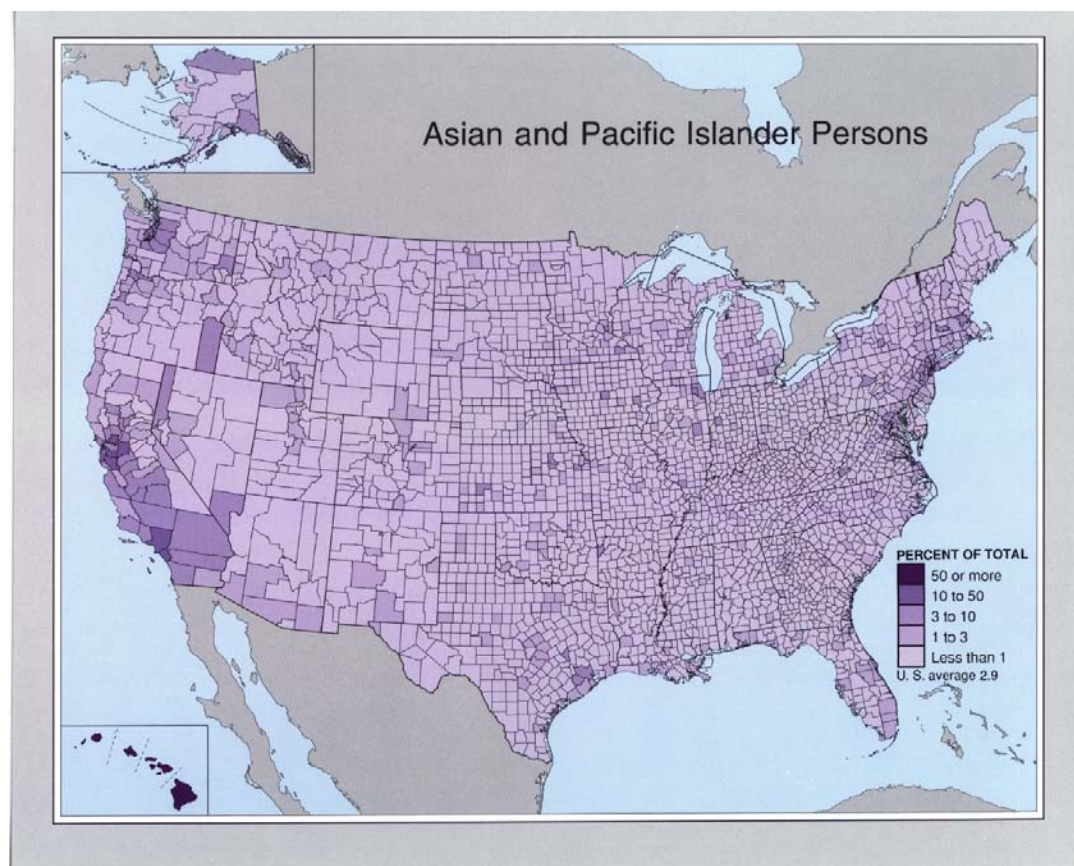 Asian and Pacific Islander Persons
PERCENT OF TOTAL
50 or more
10 to 50
3 to 10
1 to 3
Less than 1
U. S. average 2.9